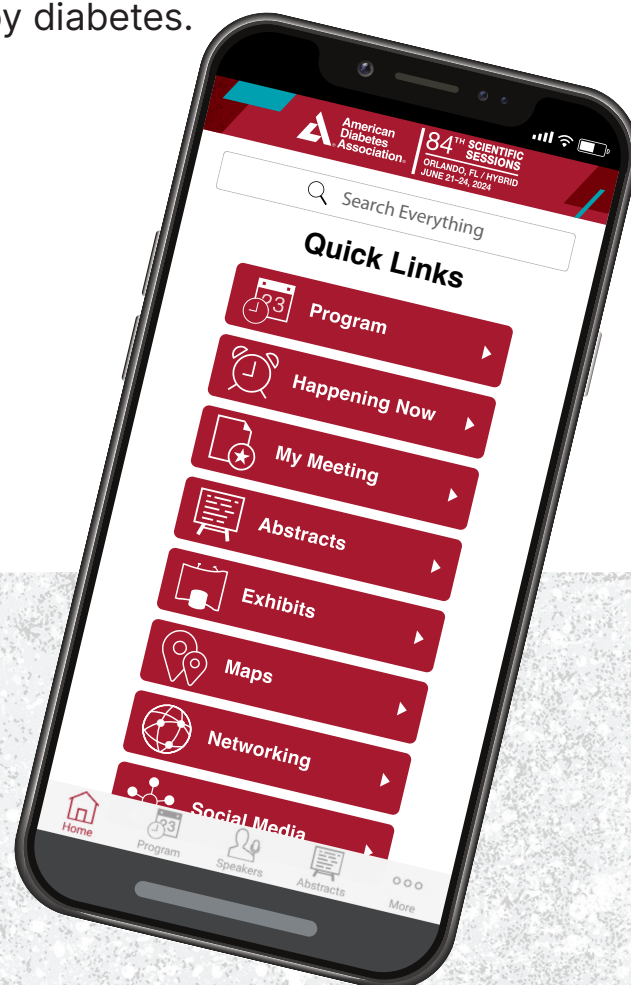 by diabetes.
American
Diabetes
Association®
84TH SCIENTIFIC
SESSIONS
ORLANDO, FL / HYBRID
JUNE 21–24, 2024
Search Everything
Quick Links
23
Program
Happening Now
My Meeting
Abstracts
Exhibits
Maps
Networking
Social Media
Home
23
Program
Speakers
Abstracts
More